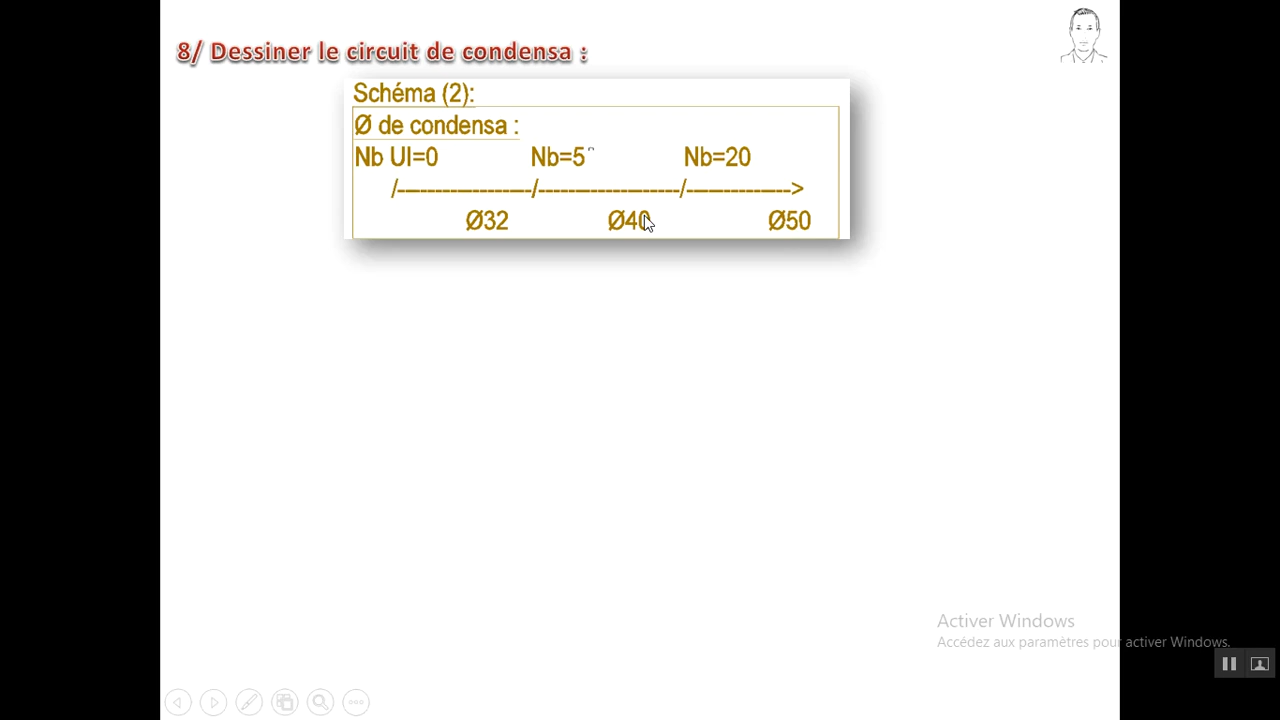 8/ Dessiner le circuit de condensa :
Schéma (2):
Ø de condensa :
Nb UI=0 Nb=5 Nb=20
/-------------------/--------------------/--------------->
Ø32 Ø40 Ø50
Activer Windows
Accédez aux paramètres pour activer Windows.